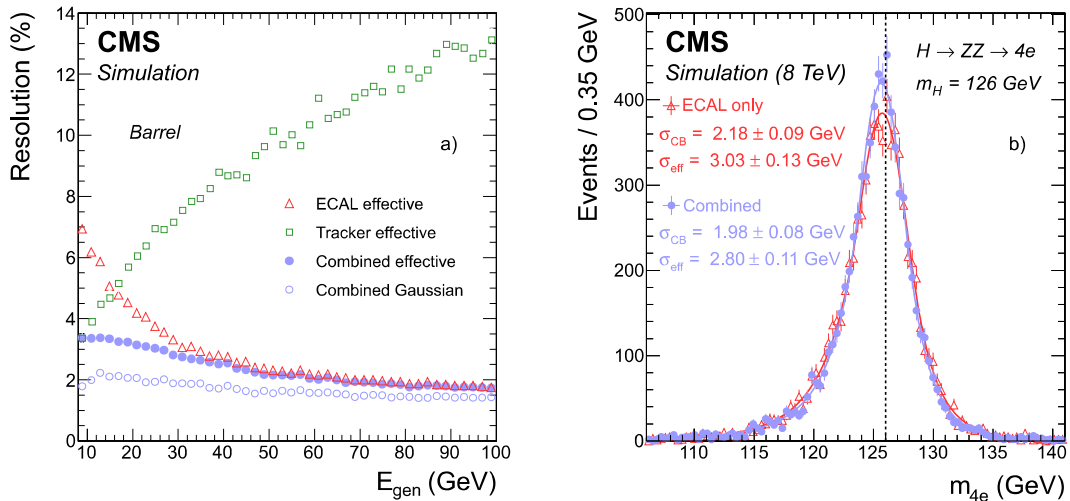 CMS
Simulation
Barrel
a)
ECAL effective
Tracker effective
Combined effective
Combined Gaussian
Resolution (%)
14
12
10
8
6
4
2
0
10 20 30 40 50 60 70 80 90 100
E_gen (GeV)
CMS
Simulation (8 TeV)
H → ZZ → 4e
m_H = 126 GeV
b)
ECAL only
σ_CB = 2.18 ± 0.09 GeV
σ_eff = 3.03 ± 0.13 GeV
Combined
σ_CB = 1.98 ± 0.08 GeV
σ_eff = 2.80 ± 0.11 GeV
Events / 0.35 GeV
500
400
300
200
100
0
110 115 120 125 130 135 140
m_4e (GeV)